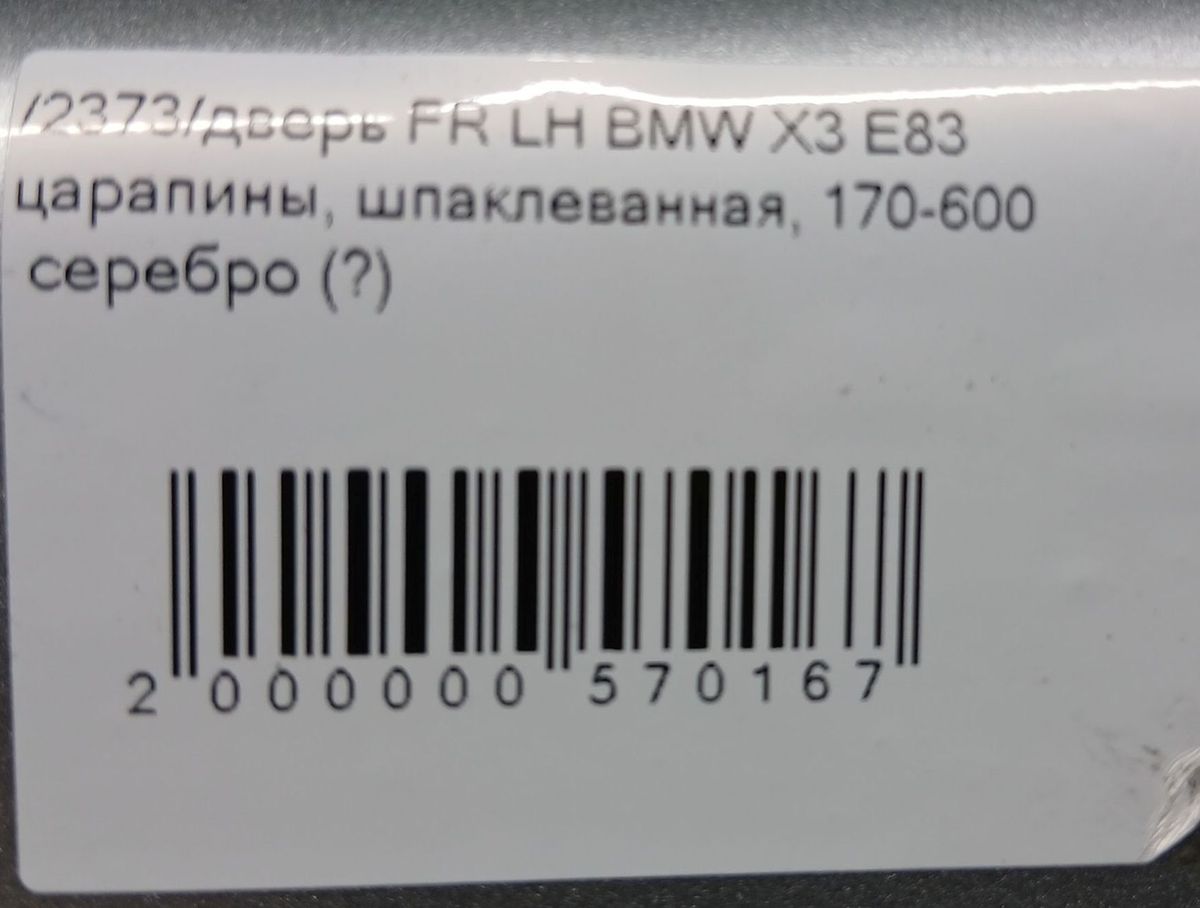 /2373/дверь FR LH BMW X3 E83
царапины, шпаклеванная, 170-600
серебро (?)
2 000000 570167